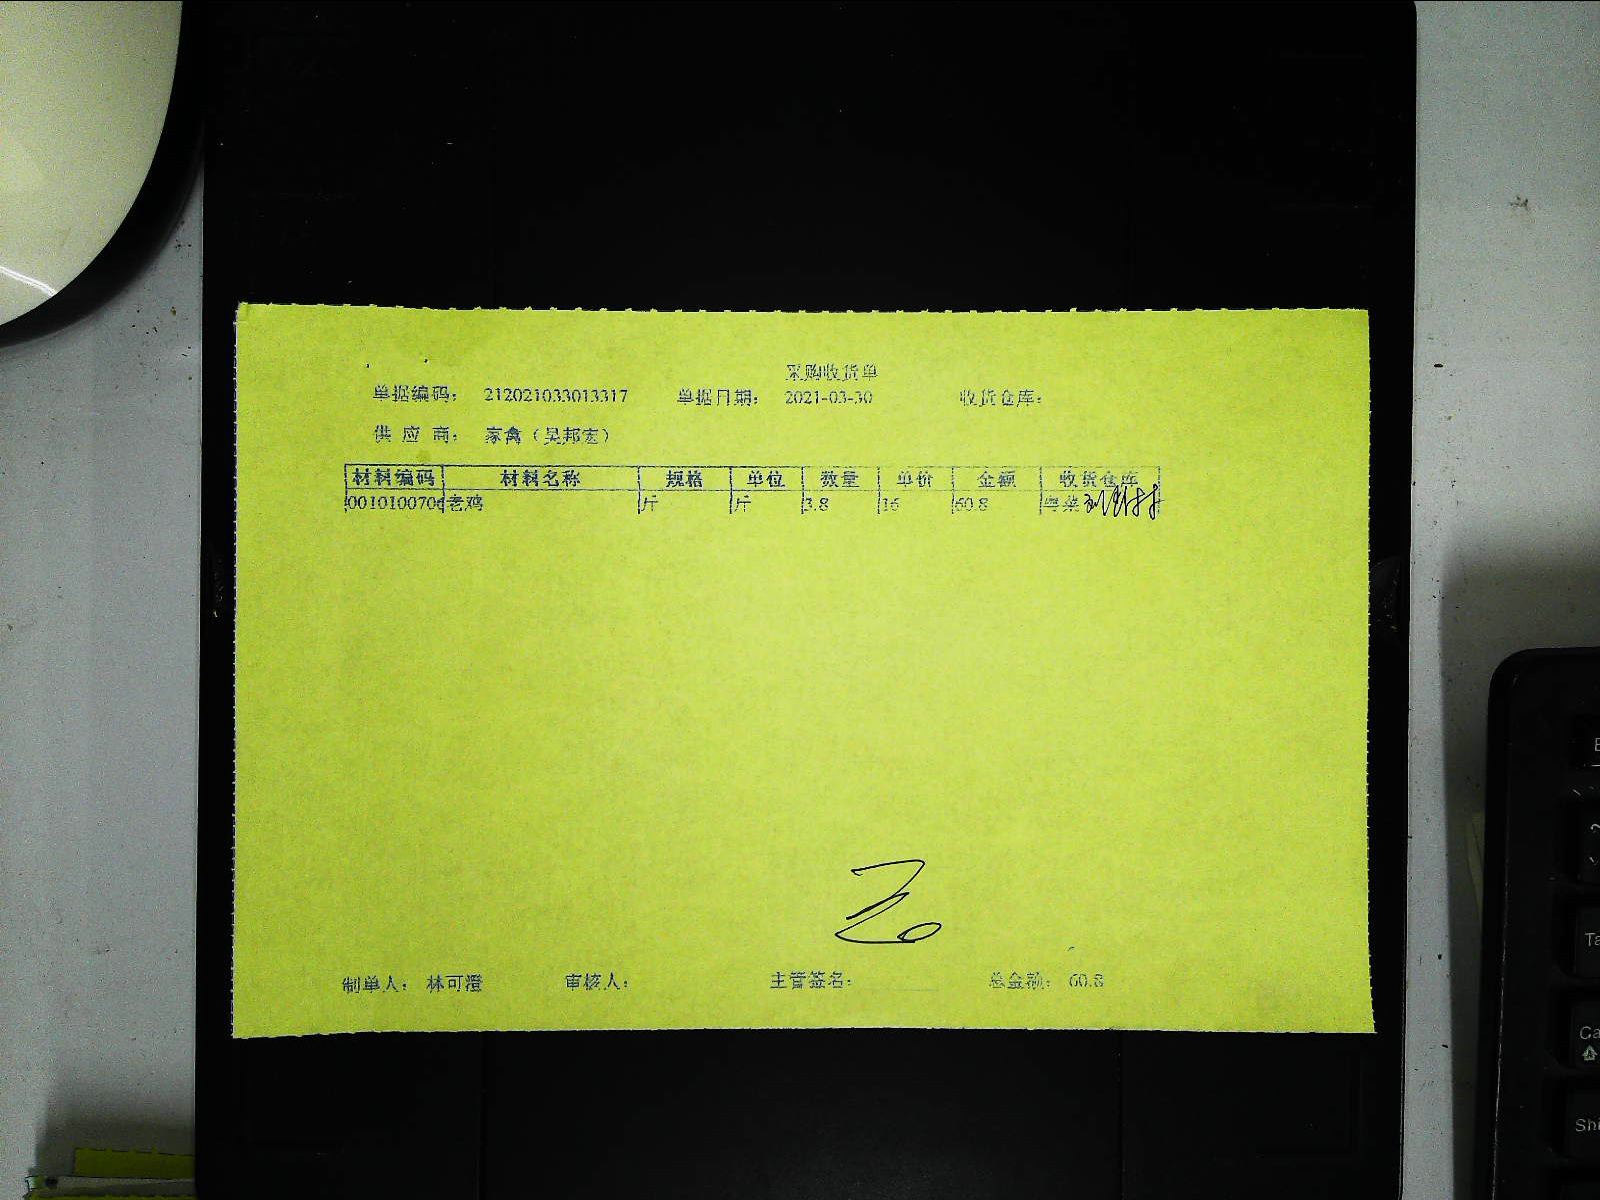 采购收货单
单据编码: 212021033013317 单据日期: 2021-03-30 收货仓库:
供 应 商: 家禽（吴邦宏）
材料编码 材料名称 规格 单位 数量 单价 金额 收货仓库
001010070 老鸡 斤 斤 3.8 16 60.8 粤菜
制单人: 林可澄 审核人: 主管签名: 总金额: 60.8